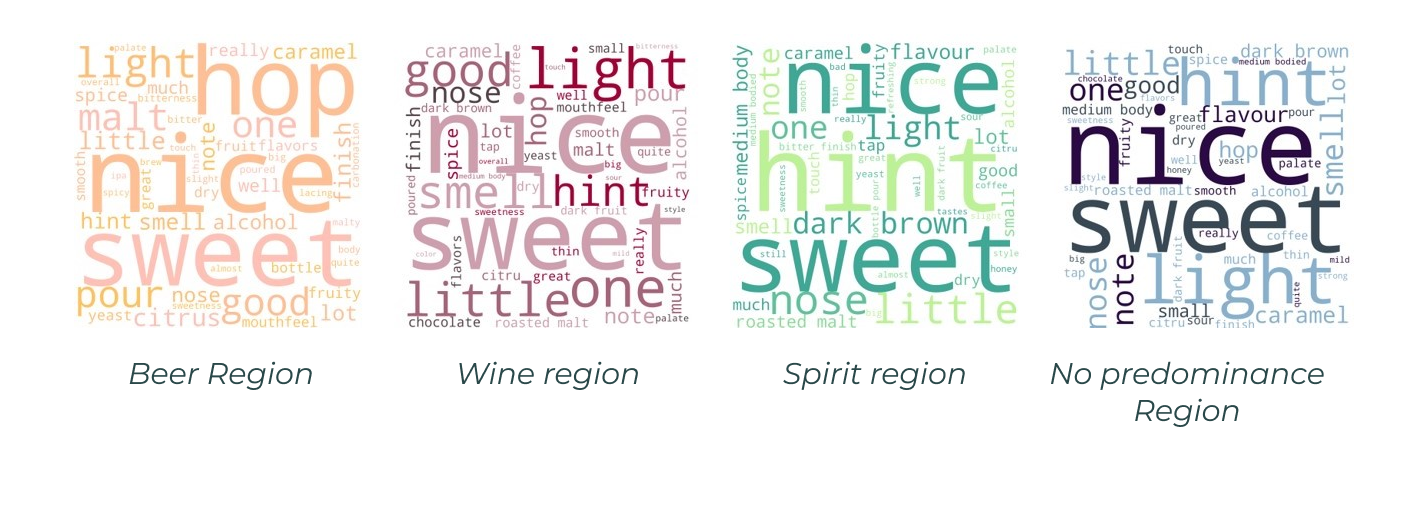 palate
light
overall
really
caramel
hop
spice
much
bitterness
malt
bitter
one
little
touch
note
fruit
flavors
finish
carbonation
nice
smooth
ipa
spicy
great
brew
thin
slight
dry
poured
big
well
lacing
hint
smell
alcohol
malty
sweet
body
quite
almost
bottle
pour
nose
sweetness
good
fruity
yeast
citrus
mouthfeel
lot
Beer Region
caramel
coffee
small
bitterness
good
light
touch
nose
well
mouthfeel
pour
dark brown
hop
finish
nice
spice
lot
tap
overall
yeast
smooth
malt
quite
alcohol
big
poured
smell
medium body
dry
sour
hint
fruity
sweetness
dark fruit
style
sweet
color
flavors
thin
mild
really
citru
great
little
one
much
chocolate
roasted malt
note
palate
Wine region
medium body
spice
medium bodied
note
caramel
bad
smooth
thin
nice
hop
fruity
flavour
refreshing
strong
palate
alcohol
one
really
light
sour
lot
citru
bitter
finish
tap
great
hint
sweetness
touch
yeast
well
dark fruit
good
coffee
small
smell
dark brown
bottle
pour
tastes
slight
sweet
still
almost
style
honey
dry
much
nose
little
big
roasted malt
Spirit region
touch
dark brown
little
spice
medium bodied
chocolate
one
good
flavors
hint
lot
smell
medium body
sweetness
great
poured
flavour
pour
nice
fruity
dry
hop
well
yeast
honey
palate
style
slight
roasted malt
smooth
alcohol
sweet
really
coffee
big
tap
nose
note
dark fruit
much
thin
mild
light
strong
quite
small
caramel
citru
sour
finish
No predominance
Region